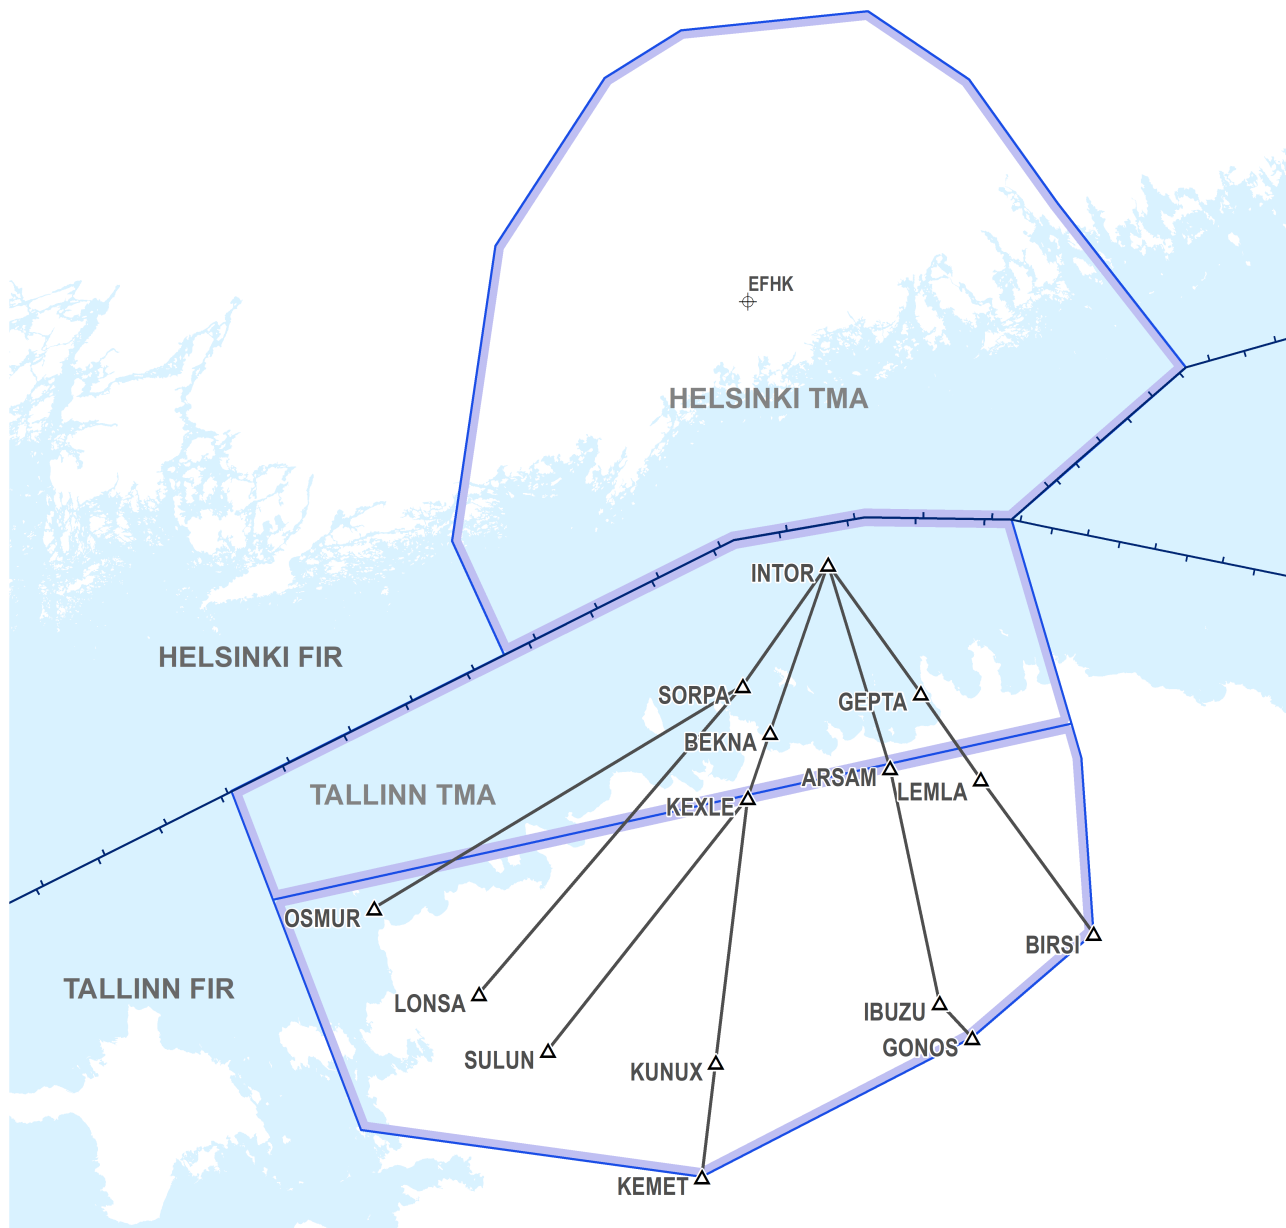 EFHK
HELSINKI TMA
INTOR
HELSINKI FIR
SORPA
GEPTA
BEKNA
ARSAM
LEMLA
TALLINN TMA
KEXLE
OSMUR
BIRSI
TALLINN FIR
LONSA
IBUZU
GONOS
SULUN
KUNUX
KEMET